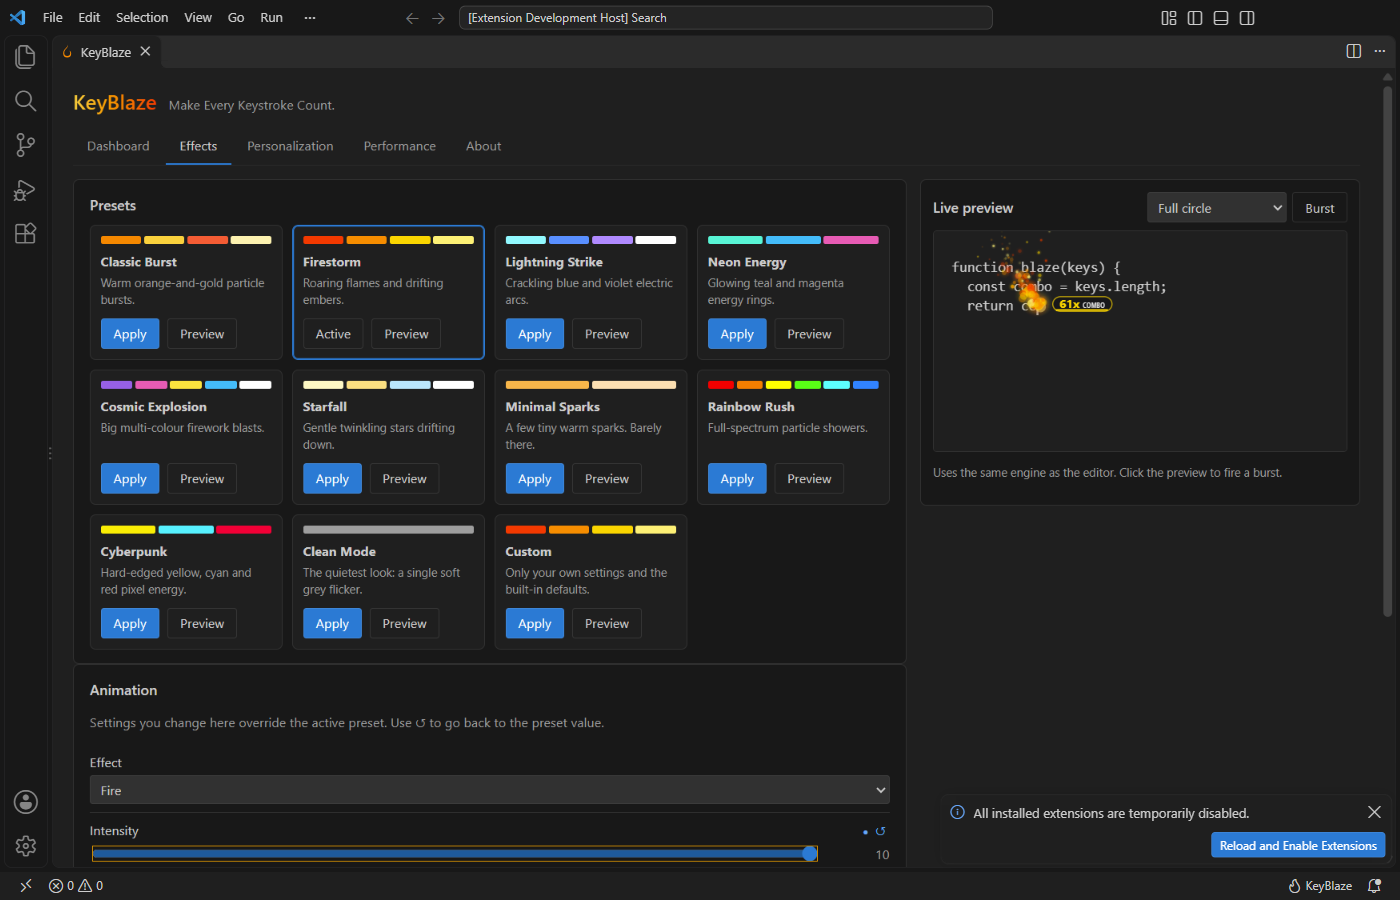 File Edit Selection View Go Run ···
[Extension Development Host] Search
KeyBlaze
KeyBlaze Make Every Keystroke Count.
Dashboard Effects Personalization Performance About
Presets
Classic Burst
Warm orange-and-gold particle
bursts.
Apply Preview
Firestorm
Roaring flames and drifting
embers.
Active Preview
Lightning Strike
Crackling blue and violet electric
arcs.
Apply Preview
Neon Energy
Glowing teal and magenta
energy rings.
Apply Preview
Cosmic Explosion
Big multi-colour firework blasts.
Apply Preview
Starfall
Gentle twinkling stars drifting
down.
Apply Preview
Minimal Sparks
A few tiny warm sparks. Barely
there.
Apply Preview
Rainbow Rush
Full-spectrum particle showers.
Apply Preview
Cyberpunk
Hard-edged yellow, cyan and
red pixel energy.
Apply Preview
Clean Mode
The quietest look: a single soft
grey flicker.
Apply Preview
Custom
Only your own settings and the
built-in defaults.
Apply Preview
Live preview
Full circle
Burst
function blaze(keys) {
const combo = keys.length;
return
61x COMBO
Uses the same engine as the editor. Click the preview to fire a burst.
Animation
Settings you change here override the active preset. Use ↺ to go back to the preset value.
Effect
Fire
Intensity
10
All installed extensions are temporarily disabled.
Reload and Enable Extensions
0 0
KeyBlaze